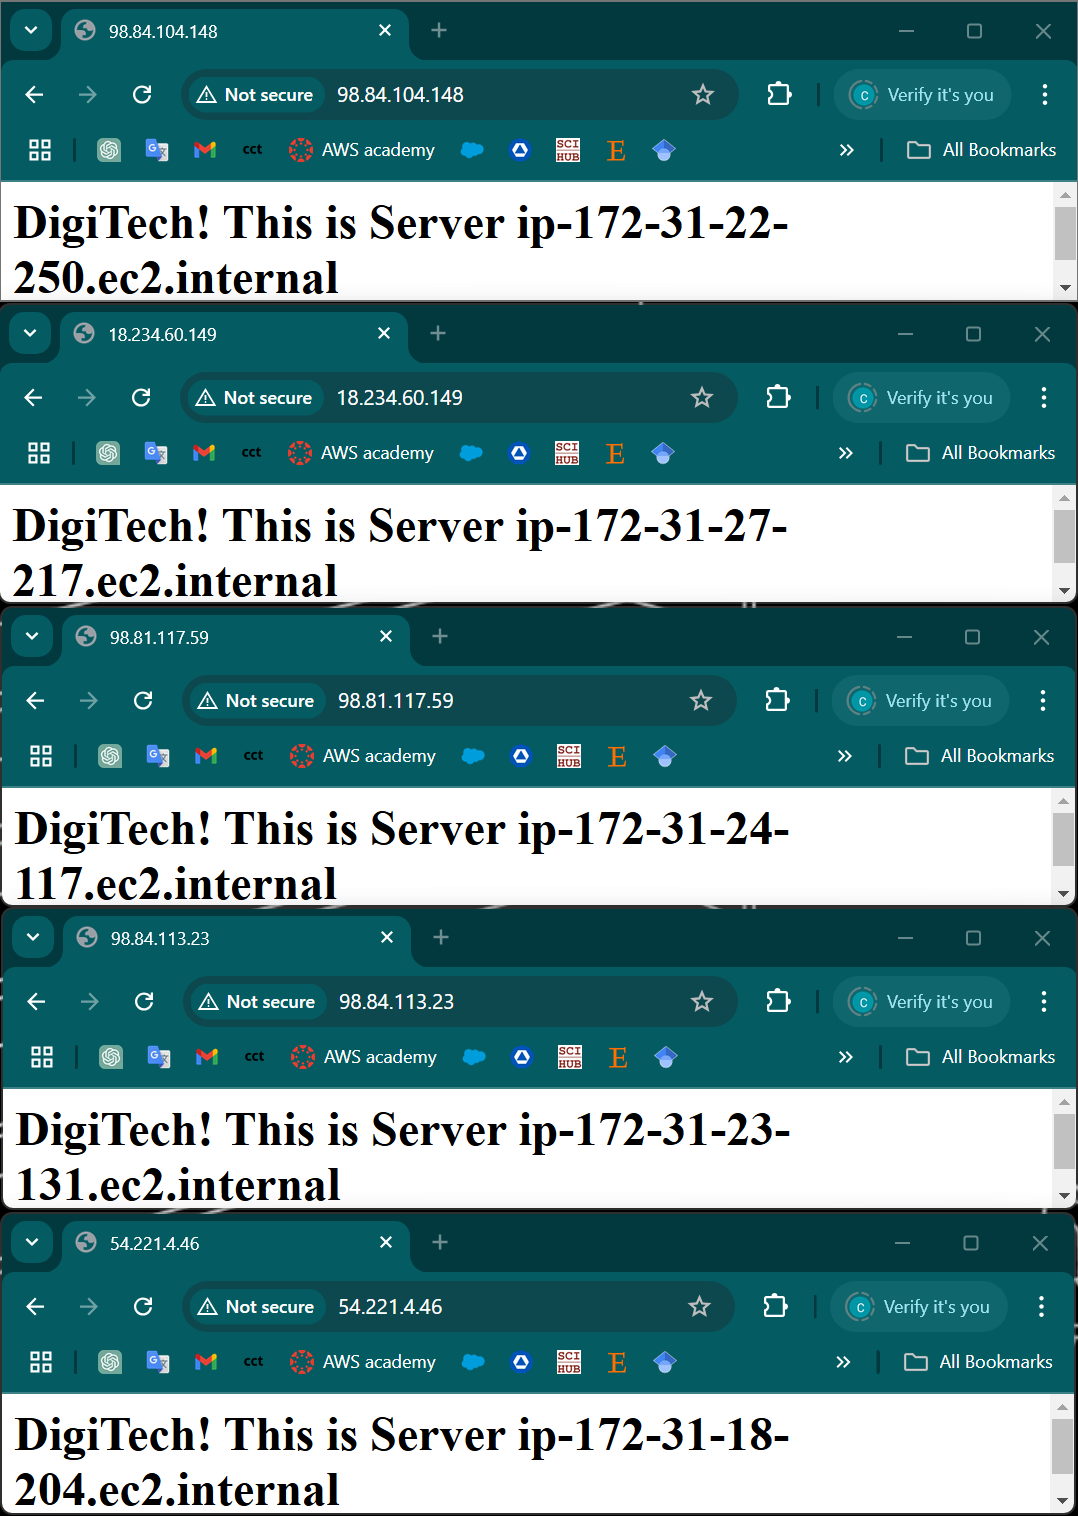 98.84.104.148
Not secure 98.84.104.148 Verify it's you
cct AWS academy SCI HUB E All Bookmarks
DigiTech! This is Server ip-172-31-22-
250.ec2.internal
18.234.60.149
Not secure 18.234.60.149 Verify it's you
cct AWS academy SCI HUB E All Bookmarks
DigiTech! This is Server ip-172-31-27-
217.ec2.internal
98.81.117.59
Not secure 98.81.117.59 Verify it's you
cct AWS academy SCI HUB E All Bookmarks
DigiTech! This is Server ip-172-31-24-
117.ec2.internal
98.84.113.23
Not secure 98.84.113.23 Verify it's you
cct AWS academy SCI HUB E All Bookmarks
DigiTech! This is Server ip-172-31-23-
131.ec2.internal
54.221.4.46
Not secure 54.221.4.46 Verify it's you
cct AWS academy SCI HUB E All Bookmarks
DigiTech! This is Server ip-172-31-18-
204.ec2.internal